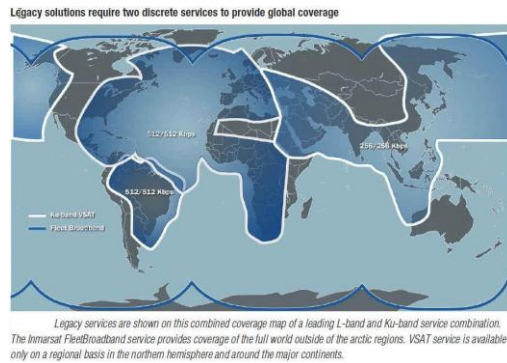 Legacy solutions require two discrete services to provide global coverage
512/512 Kbps
256/256 Kbps
512/512 Kbps
Ku-band VSAT
Fleet Broadband
Legacy services are shown on this combined coverage map of a leading L-band and Ku-band service combination.
The Inmarsat FleetBroadband service provides coverage of the full world outside of the arctic regions. VSAT service is available
only on a regional basis in the northern hemisphere and around the major continents.